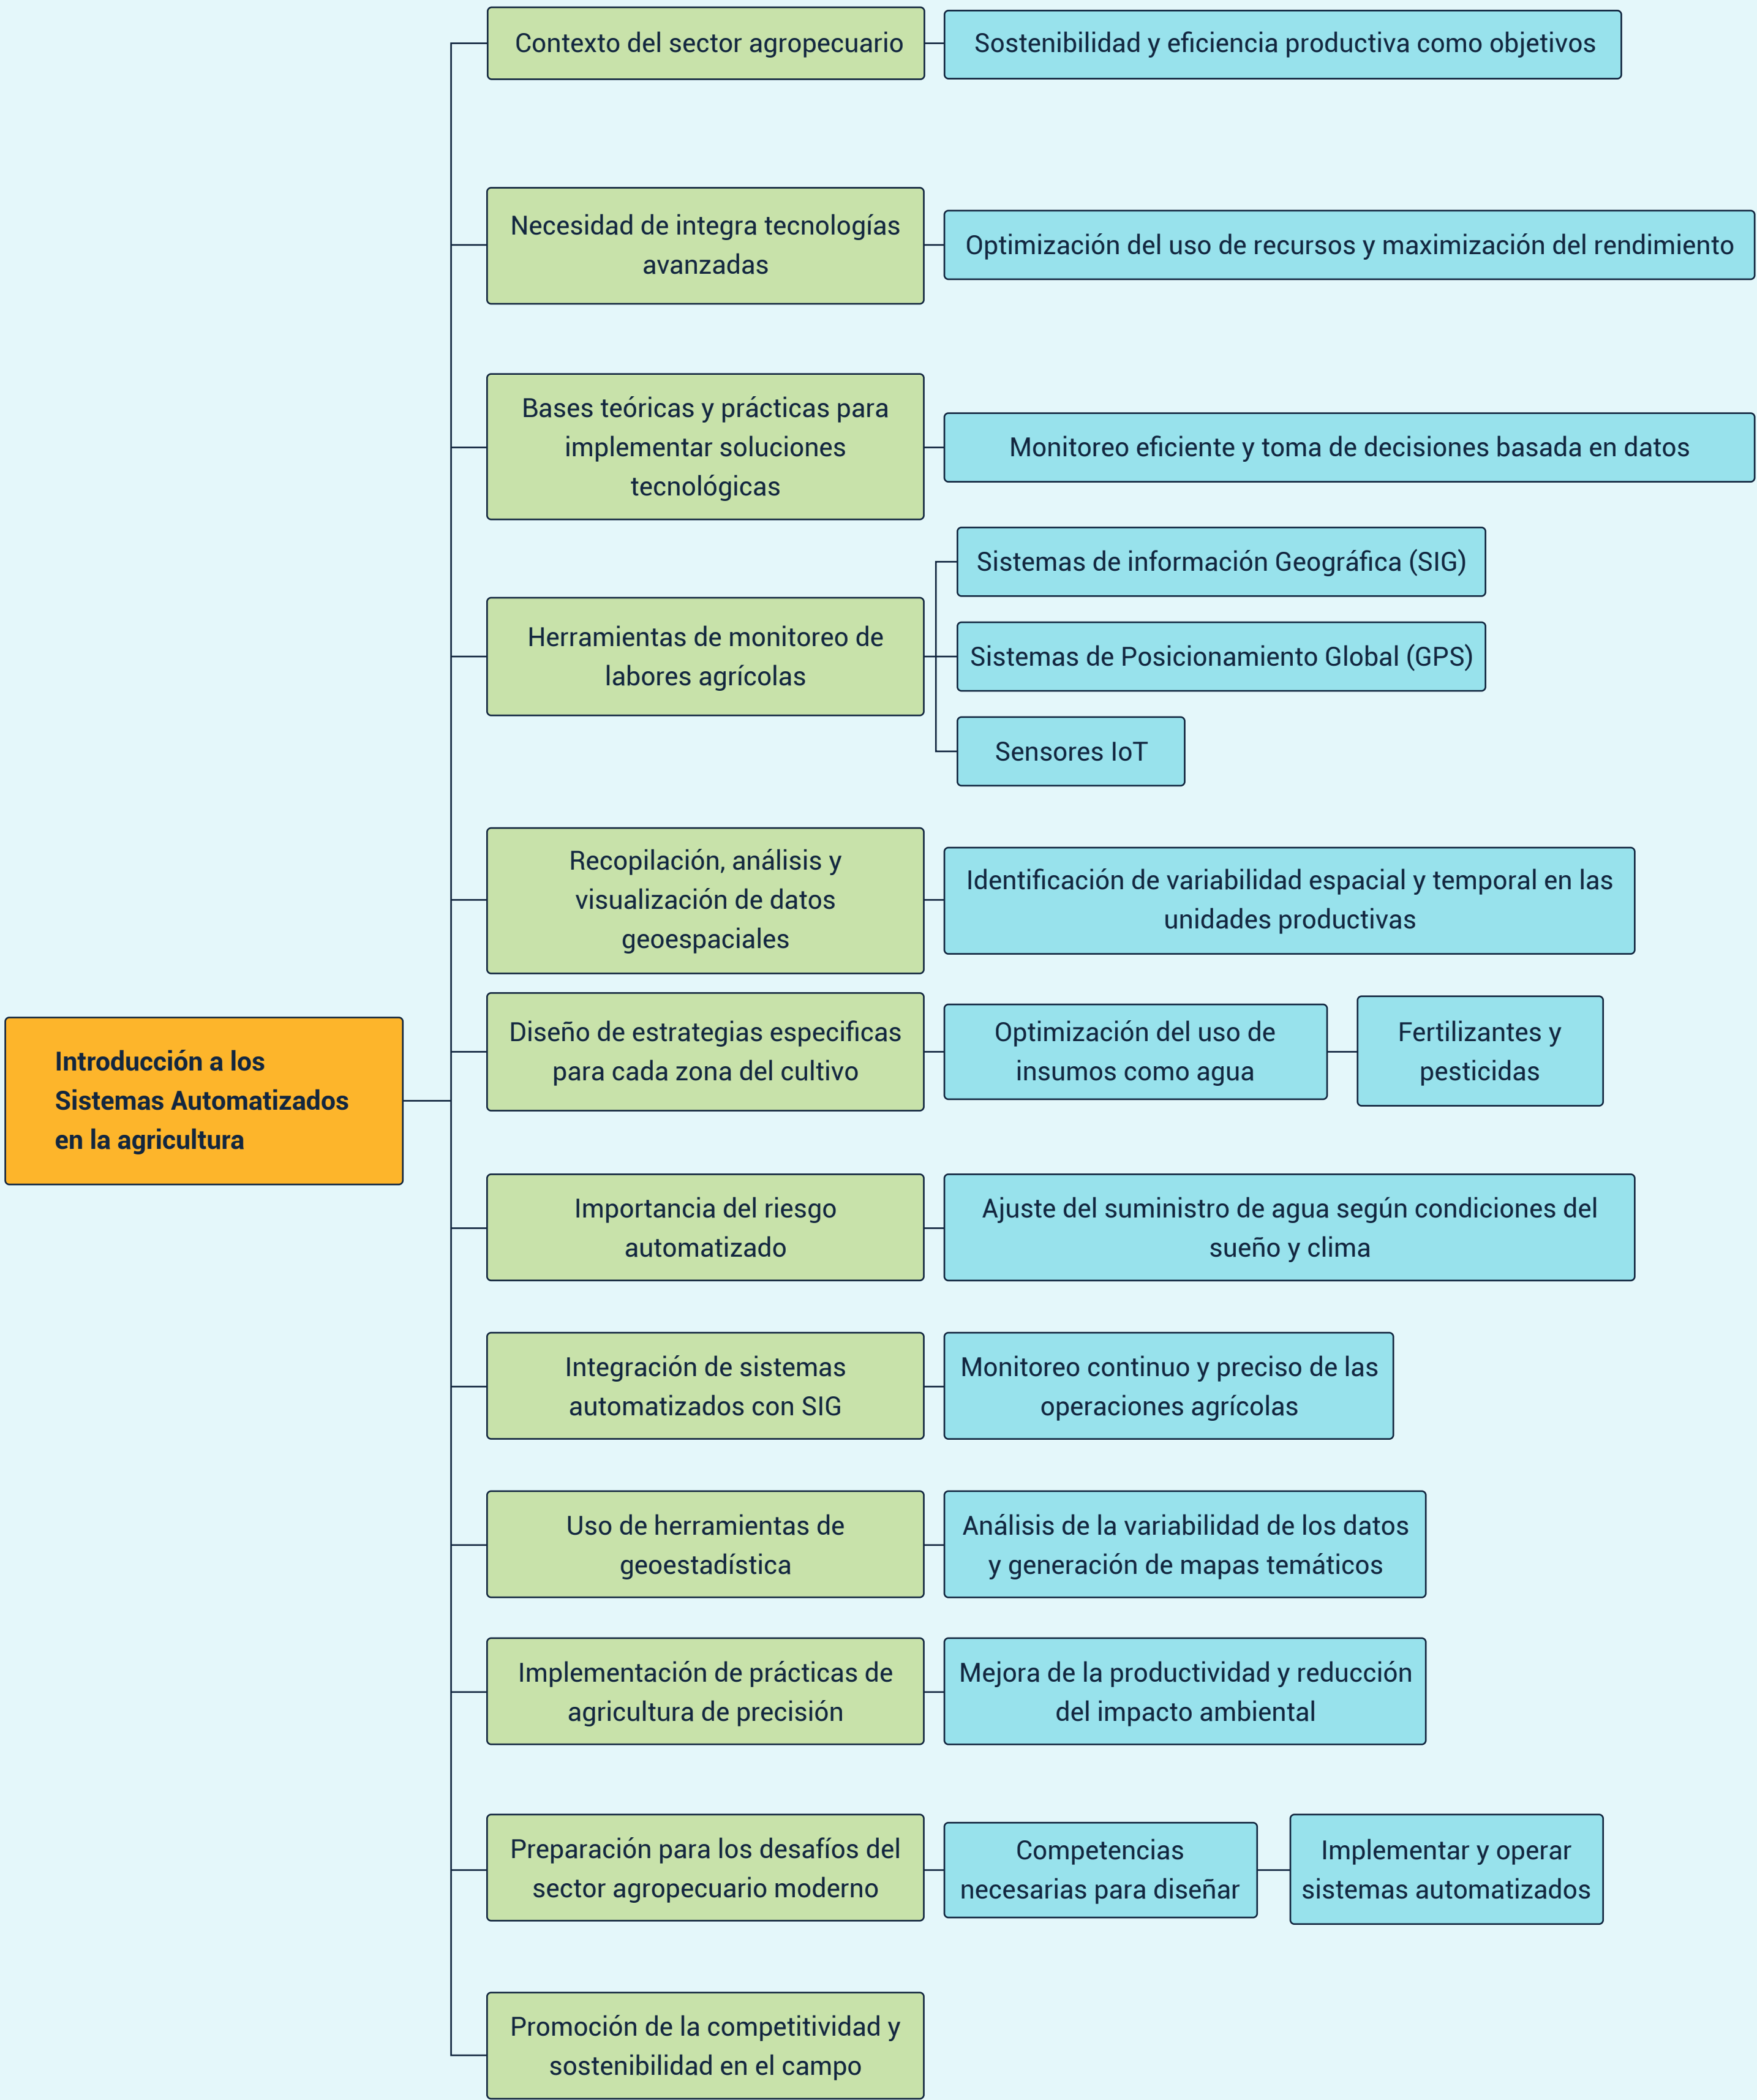 Contexto del sector agropecuario
Sostenibilidad y eficiencia productiva como objetivos
Necesidad de integra tecnologías
avanzadas
Optimización del uso de recursos y maximización del rendimiento
Bases teóricas y prácticas para
implementar soluciones
tecnológicas
Monitoreo eficiente y toma de decisiones basada en datos
Herramientas de monitoreo de
labores agrícolas
Sistemas de información Geográfica (SIG)
Sistemas de Posicionamiento Global (GPS)
Sensores IoT
Recopilación, análisis y
visualización de datos
geoespaciales
Identificación de variabilidad espacial y temporal en las
unidades productivas
Introducción a los
Sistemas Automatizados
en la agricultura
Diseño de estrategias especificas
para cada zona del cultivo
Optimización del uso de
insumos como agua
Fertilizantes y
pesticidas
Importancia del riesgo
automatizado
Ajuste del suministro de agua según condiciones del
sueño y clima
Integración de sistemas
automatizados con SIG
Monitoreo continuo y preciso de las
operaciones agrícolas
Uso de herramientas de
geoestadística
Análisis de la variabilidad de los datos
y generación de mapas temáticos
Implementación de prácticas de
agricultura de precisión
Mejora de la productividad y reducción
del impacto ambiental
Preparación para los desafíos del
sector agropecuario moderno
Competencias
necesarias para diseñar
Implementar y operar
sistemas automatizados
Promoción de la competitividad y
sostenibilidad en el campo